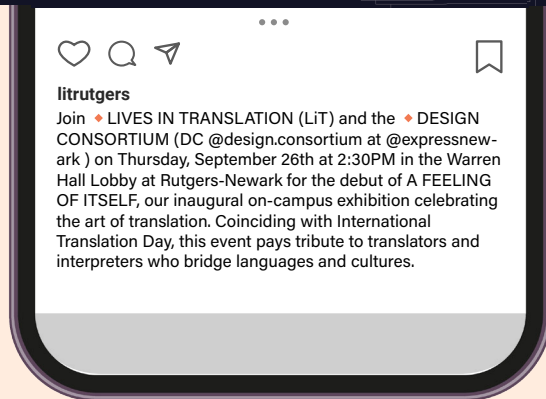 litrutgers
Join 🔸LIVES IN TRANSLATION (LiT) and the 🔸DESIGN
CONSORTIUM (DC @design.consortium at @expressnew-
ark ) on Thursday, September 26th at 2:30PM in the Warren
Hall Lobby at Rutgers-Newark for the debut of A FEELING
OF ITSELF, our inaugural on-campus exhibition celebrating
the art of translation. Coinciding with International
Translation Day, this event pays tribute to translators and
interpreters who bridge languages and cultures.